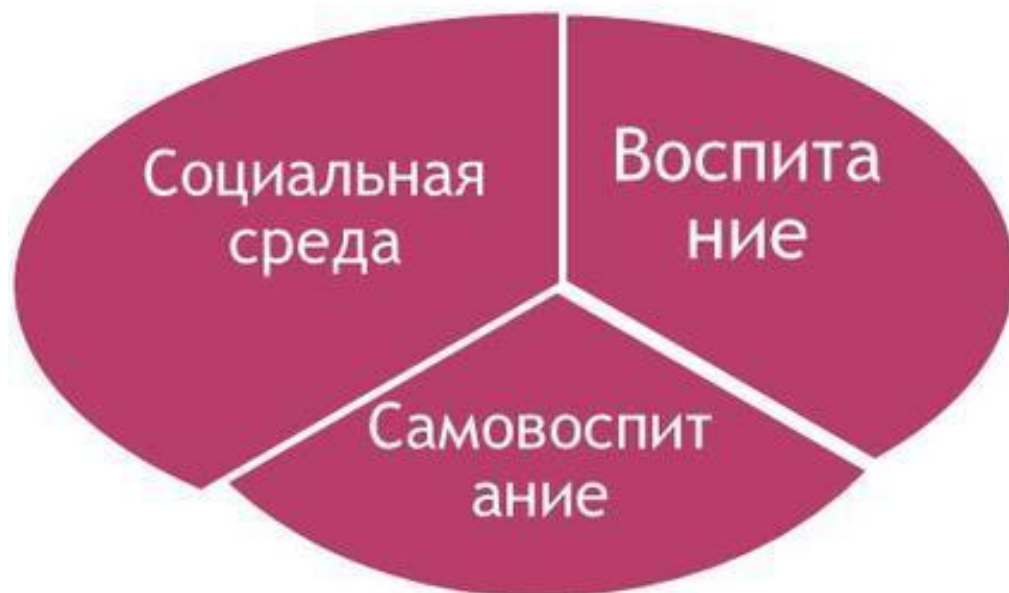 Социальная
среда
Воспита
ние
Самовоспит
ание